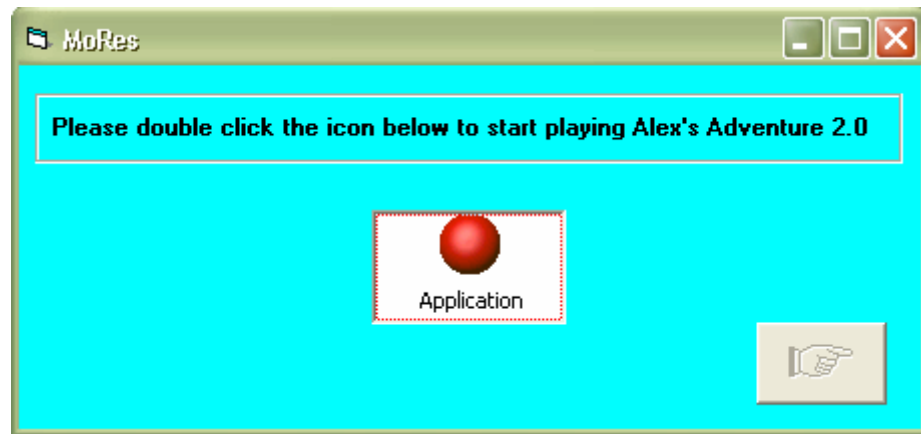 MoRes
Please double click the icon below to start playing Alex's Adventure 2.0
Application